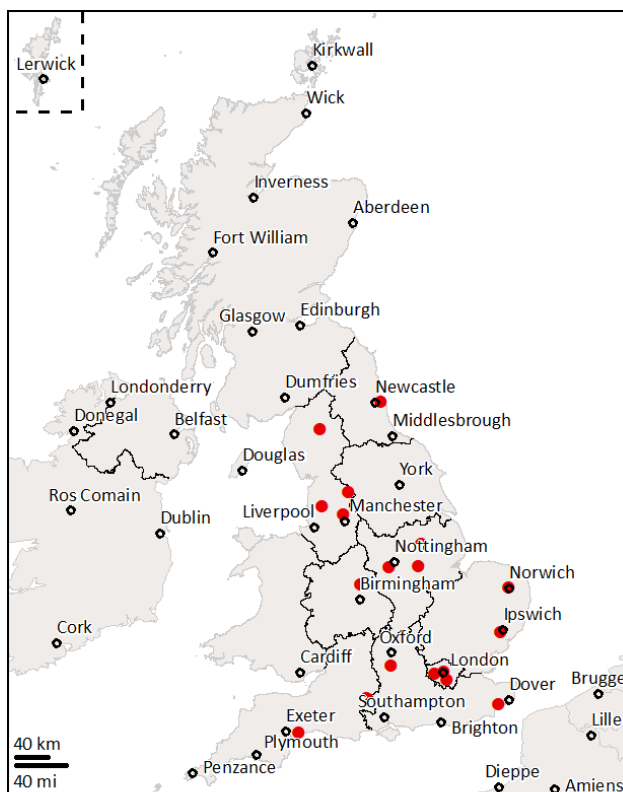 Kirkwall
Lerwick
Wick
Inverness
Aberdeen
Fort William
Glasgow
Edinburgh
Dumfries
Londonderry
Newcastle
Donegal
Belfast
Middlesbrough
Douglas
York
Ros Comain
Liverpool
Manchester
Dublin
Nottingham
Birmingham
Norwich
Ipswich
Cork
Oxford
Cardiff
London
Brugge
Southampton
Dover
Exeter
Brighton
Lille
Plymouth
40 km
Penzance
40 mi
Dieppe
Amiens